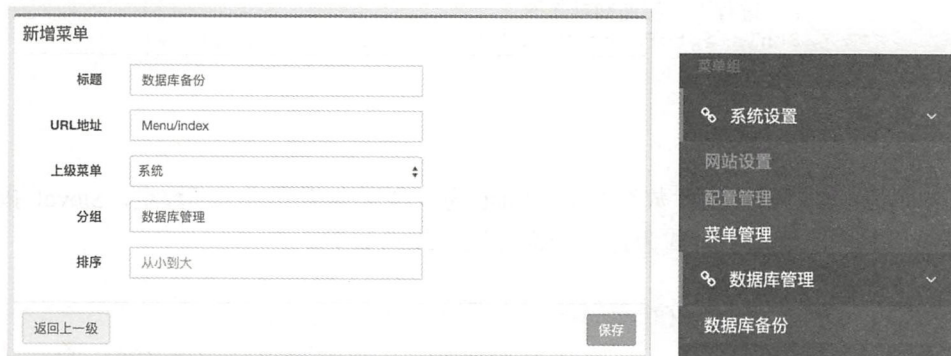 新增菜单
标题 数据库备份
URL地址 Menu/index
上级菜单 系统
分组 数据库管理
排序 从小到大
返回上一级 保存
菜单组
系统设置
网站设置
配置管理
菜单管理
数据库管理
数据库备份